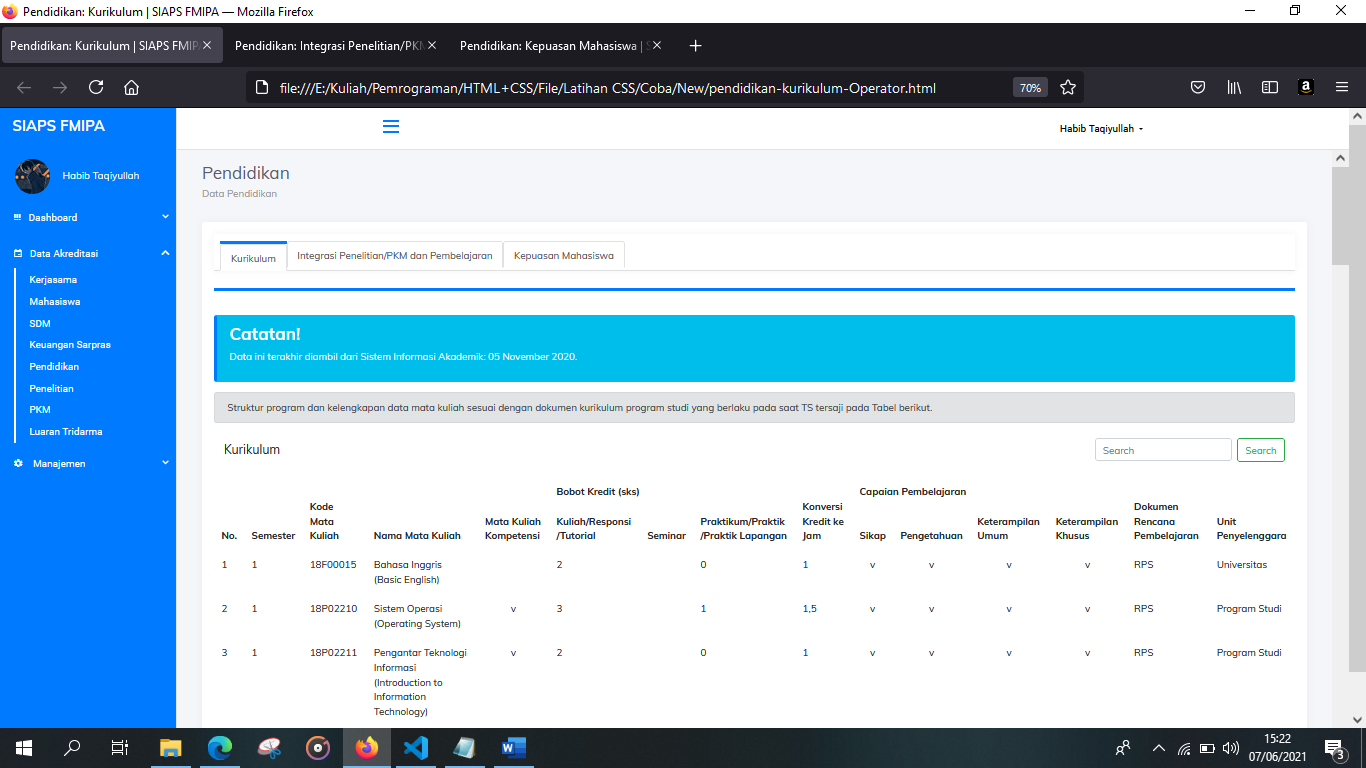 Pendidikan: Kurikulum | SIAPS FMIPA — Mozilla Firefox
Pendidikan: Kurikulum | SIAPS FMIP
Pendidikan: Integrasi Penelitian/PKM
Pendidikan: Kepuasan Mahasiswa |
file:///E:/Kuliah/Pemrograman/HTML+CSS/File/Latihan CSS/Coba/New/pendidikan-kurikulum-Operator.html
70%
SIAPS FMIPA
Habib Taqiyullah
Habib Taqiyullah
Dashboard
Data Akreditasi
Kerjasama
Mahasiswa
SDM
Keuangan Sarpras
Pendidikan
Penelitian
PKM
Luaran Tridarma
Manajemen
Pendidikan
Data Pendidikan
Kurikulum
Integrasi Penelitian/PKM dan Pembelajaran
Kepuasan Mahasiswa
Catatan!
Data ini terakhir diambil dari Sistem Informasi Akademik: 05 November 2020.
Struktur program dan kelengkapan data mata kuliah sesuai dengan dokumen kurikulum program studi yang berlaku pada saat TS tersaji pada Tabel berikut.
Kurikulum
Search
Search
Bobot Kredit (sks) Capaian Pembelajaran
Kode Konversi Dokumen
Mata Mata Kuliah Kuliah/Responsi Praktikum/Praktik Kredit ke Keterampilan Keterampilan Rencana Unit
No. Semester Kuliah Nama Mata Kuliah Kompetensi /Tutorial Seminar /Praktik Lapangan Jam Sikap Pengetahuan Umum Khusus Pembelajaran Penyelenggara
1 1 18F00015 Bahasa Inggris 2 0 1 v v v v RPS Universitas
(Basic English)
2 1 18P02210 Sistem Operasi v 3 1 1,5 v v v v RPS Program Studi
(Operating System)
3 1 18P02211 Pengantar Teknologi v 2 0 1 v v v v RPS Program Studi
Informasi
(Introduction to
Information
Technology)
15:22
07/06/2021
3